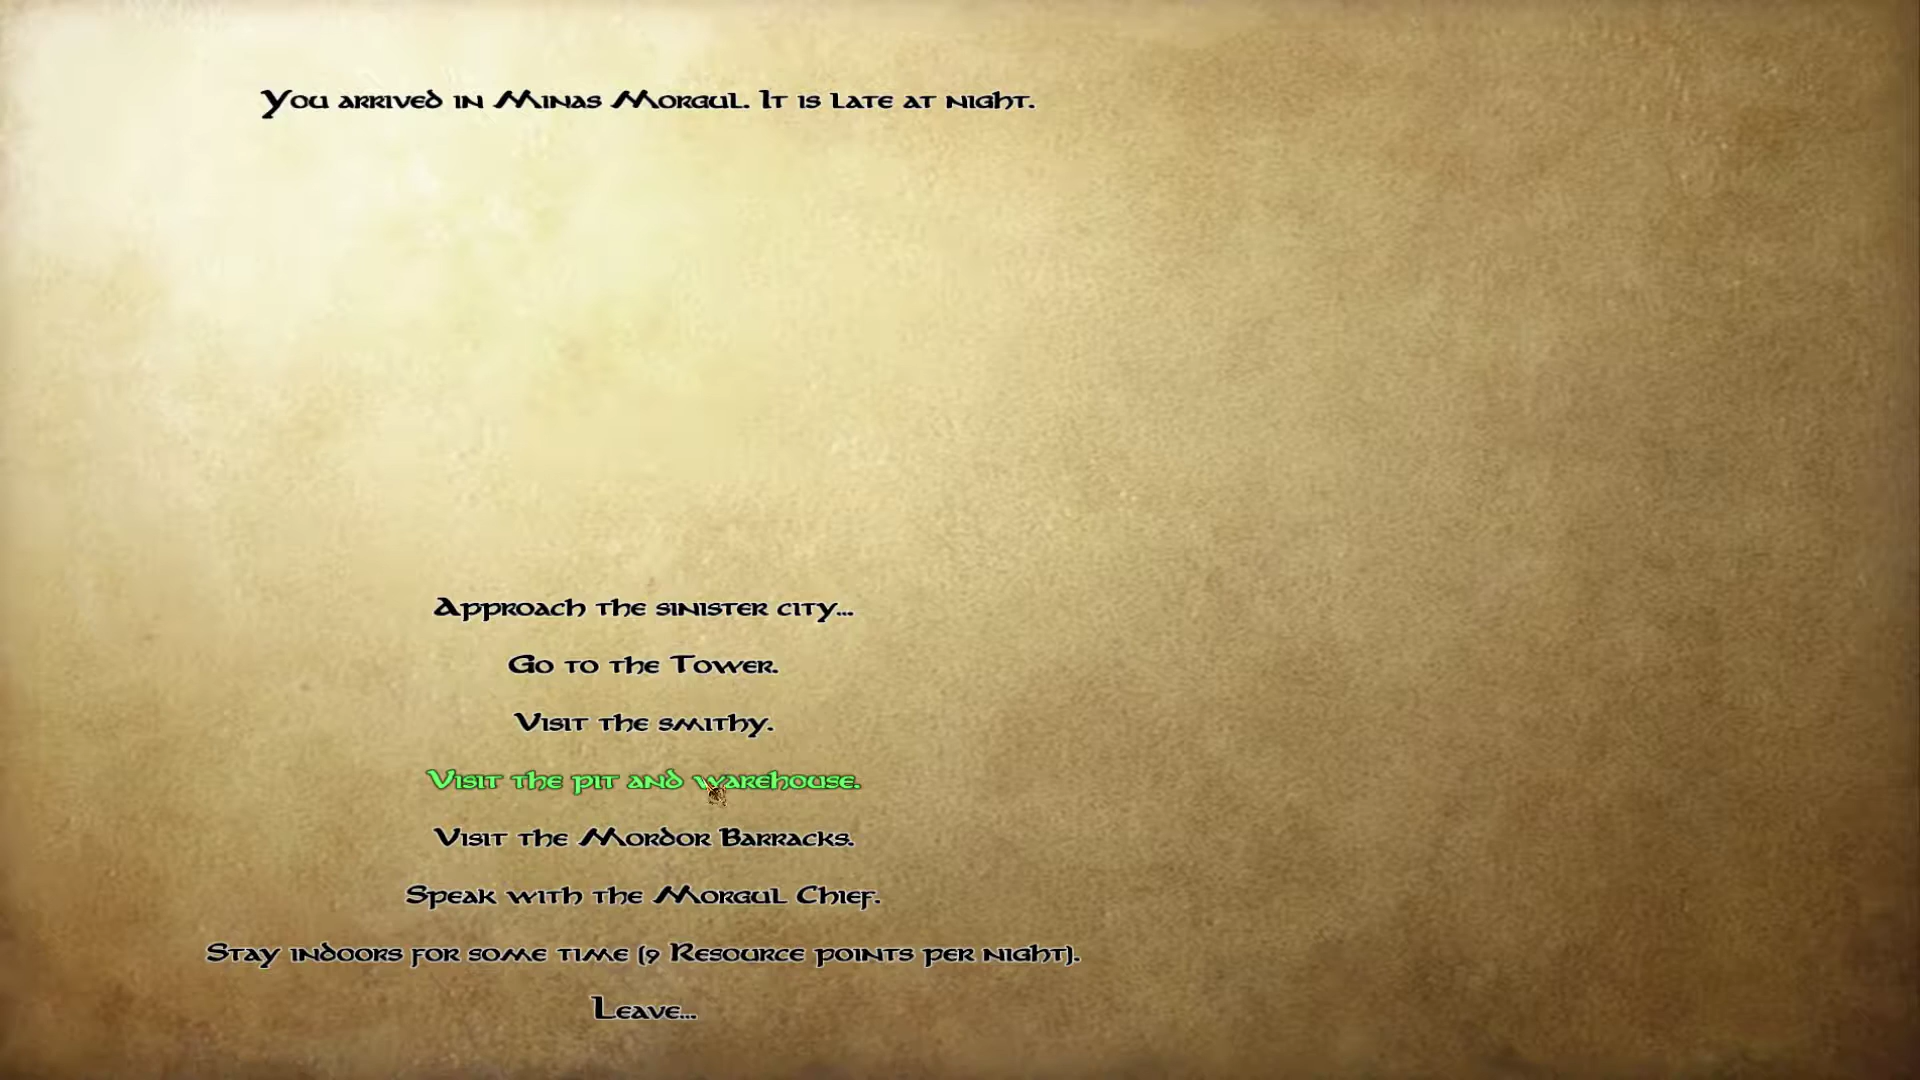 You arrived in Minas Morgul. It is late at night.
Approach the sinister city...
Go to the Tower.
Visit the smithy.
Visit the pit and warehouse.
Visit the Mordor Barracks.
Speak with the Morgul Chief.
Stay indoors for some time (9 Resource points per night).
Leave...